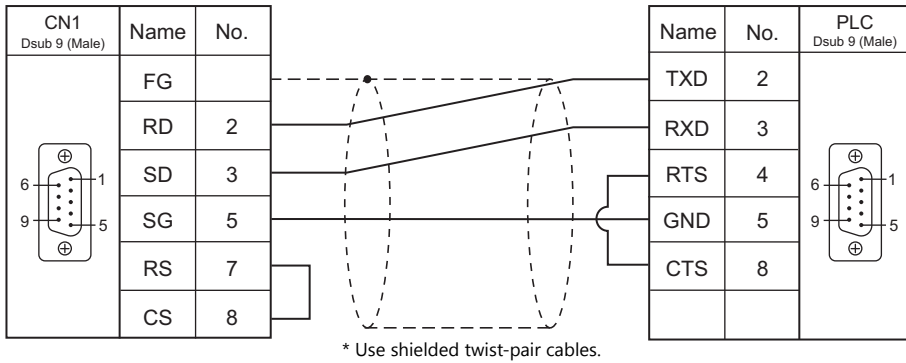 CN1
Dsub 9 (Male)
Name No.
FG
RD 2
SD 3
SG 5
RS 7
CS 8
6 1
9 5
Name No.
PLC
Dsub 9 (Male)
TXD 2
RXD 3
RTS 4
GND 5
CTS 8
6 1
9 5
* Use shielded twist-pair cables.